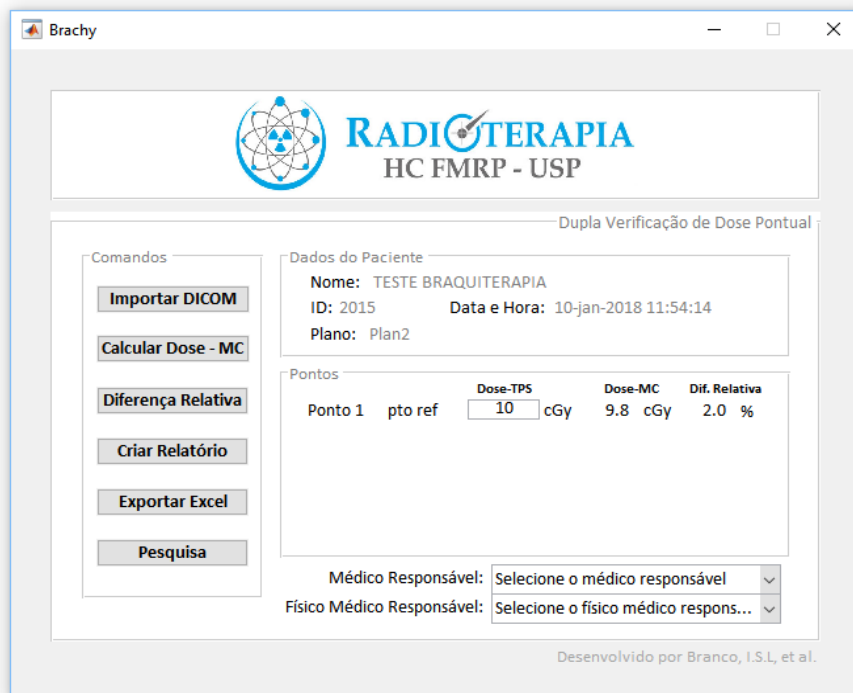 Brachy
RADIOTERAPIA
HC FMRP - USP
Dupla Verificação de Dose Pontual
Comandos
Importar DICOM
Calcular Dose - MC
Diferença Relativa
Criar Relatório
Exportar Excel
Pesquisa
Dados do Paciente
Nome: TESTE BRAQUITERAPIA
ID: 2015 Data e Hora: 10-jan-2018 11:54:14
Plano: Plan2
Pontos
Dose-TPS Dose-MC Dif. Relativa
Ponto 1 pto ref 10 cGy 9.8 cGy 2.0 %
Médico Responsável: Selecione o médico responsável
Físico Médico Responsável: Selecione o físico médico respons...
Desenvolvido por Branco, I.S.L, et al.